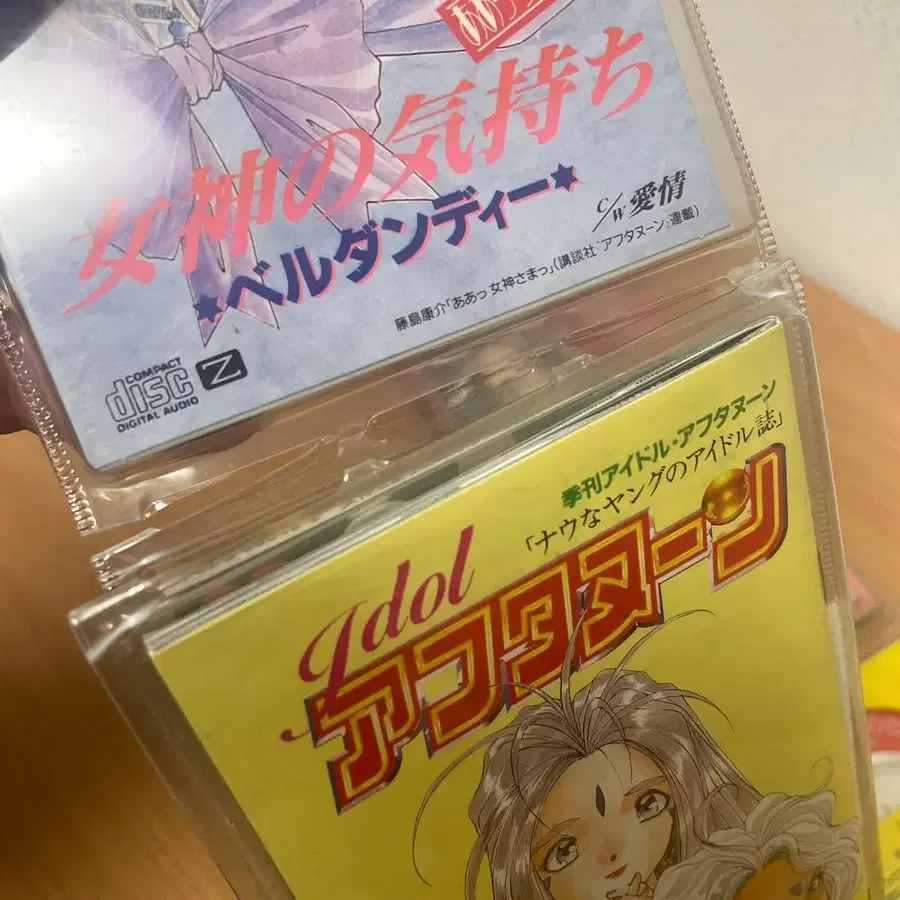 女神の気持ち
★ベルダンディー★
C/W 愛情
藤島康介「ああっ女神さまっ」(講談社「アフタヌーン」連載)
COMPACT
disc
DIGITAL AUDIO
Z
季刊アイドル・アフタヌーン
「ナウなヤングのアイドル誌」
Idol
アフタヌーン